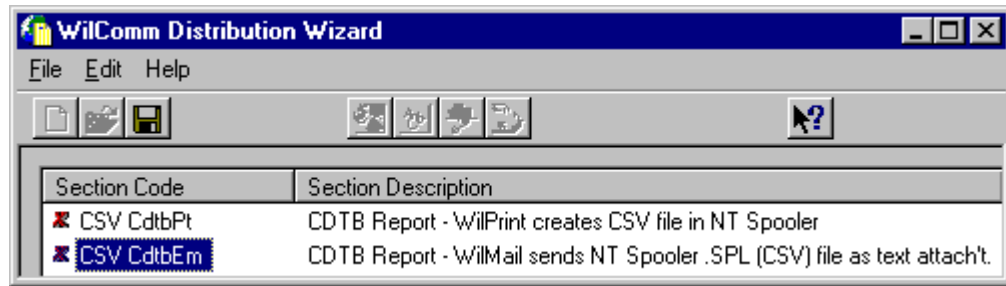 WilComm Distribution Wizard
File Edit Help
?
Section Code Section Description
CSV CdtbPt CDTB Report - WilPrint creates CSV file in NT Spooler
CSV CdtbEm CDTB Report - WilMail sends NT Spooler .SPL (CSV) file as text attach't.